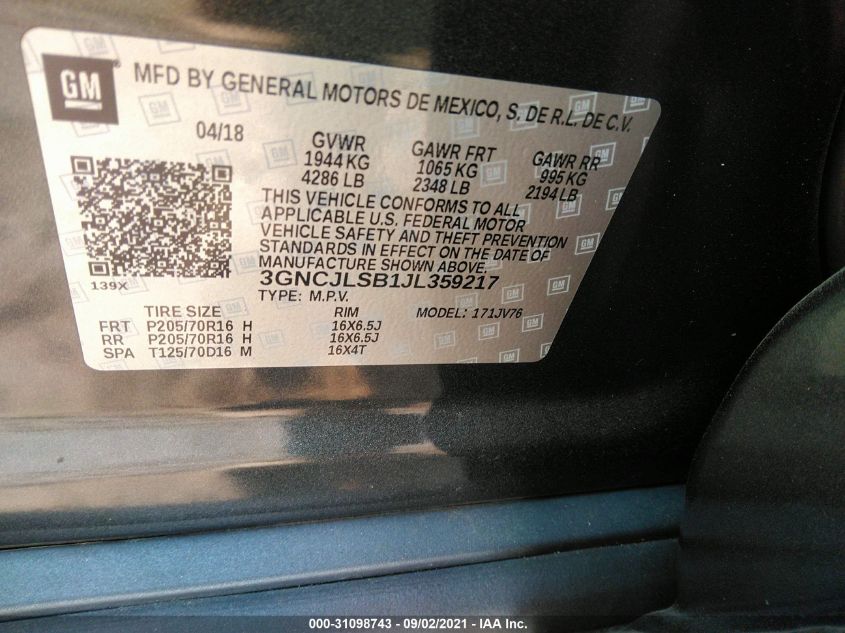 GM
MFD BY GENERAL MOTORS DE MEXICO, S. DE R.L. DE C.V.
04/18
GVWR
1944 KG
4286 LB
GAWR FRT
1065 KG
2348 LB
GAWR RR
995 KG
2194 LB
THIS VEHICLE CONFORMS TO ALL
APPLICABLE U.S. FEDERAL MOTOR
VEHICLE SAFETY AND THEFT PREVENTION
STANDARDS IN EFFECT ON THE DATE OF
MANUFACTURE SHOWN ABOVE.
139X
3GNCJLSB1JL359217
TYPE: M.P.V.
MODEL: 171JV76
TIRE SIZE RIM
FRT P205/70R16 H 16X6.5J
RR P205/70R16 H 16X6.5J
SPA T125/70D16 M 16X4T
000-31098743 - 09/02/2021 - IAA Inc.